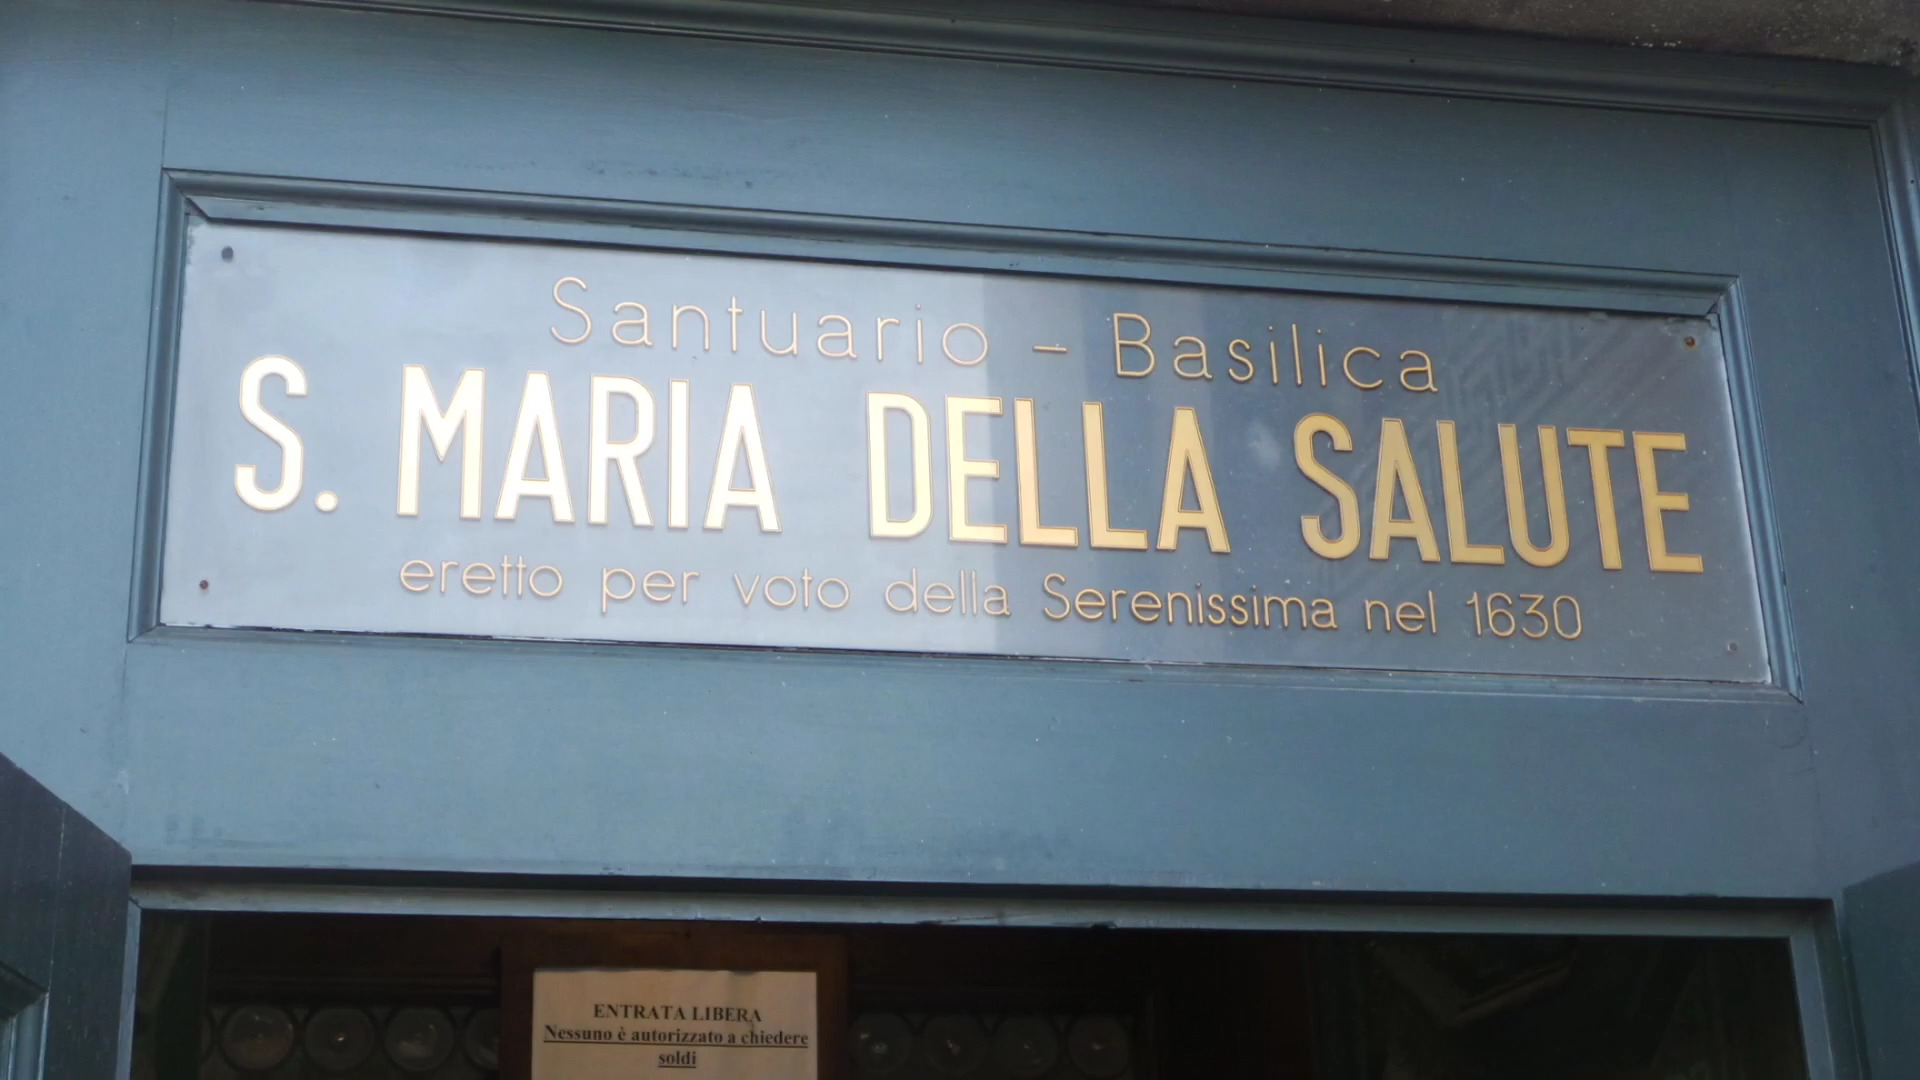 Santuario - Basilica
S. MARIA DELLA SALUTE
eretto per voto della Serenissima nel 1630
ENTRATA LIBERA
Nessuno è autorizzato a chiedere
soldi